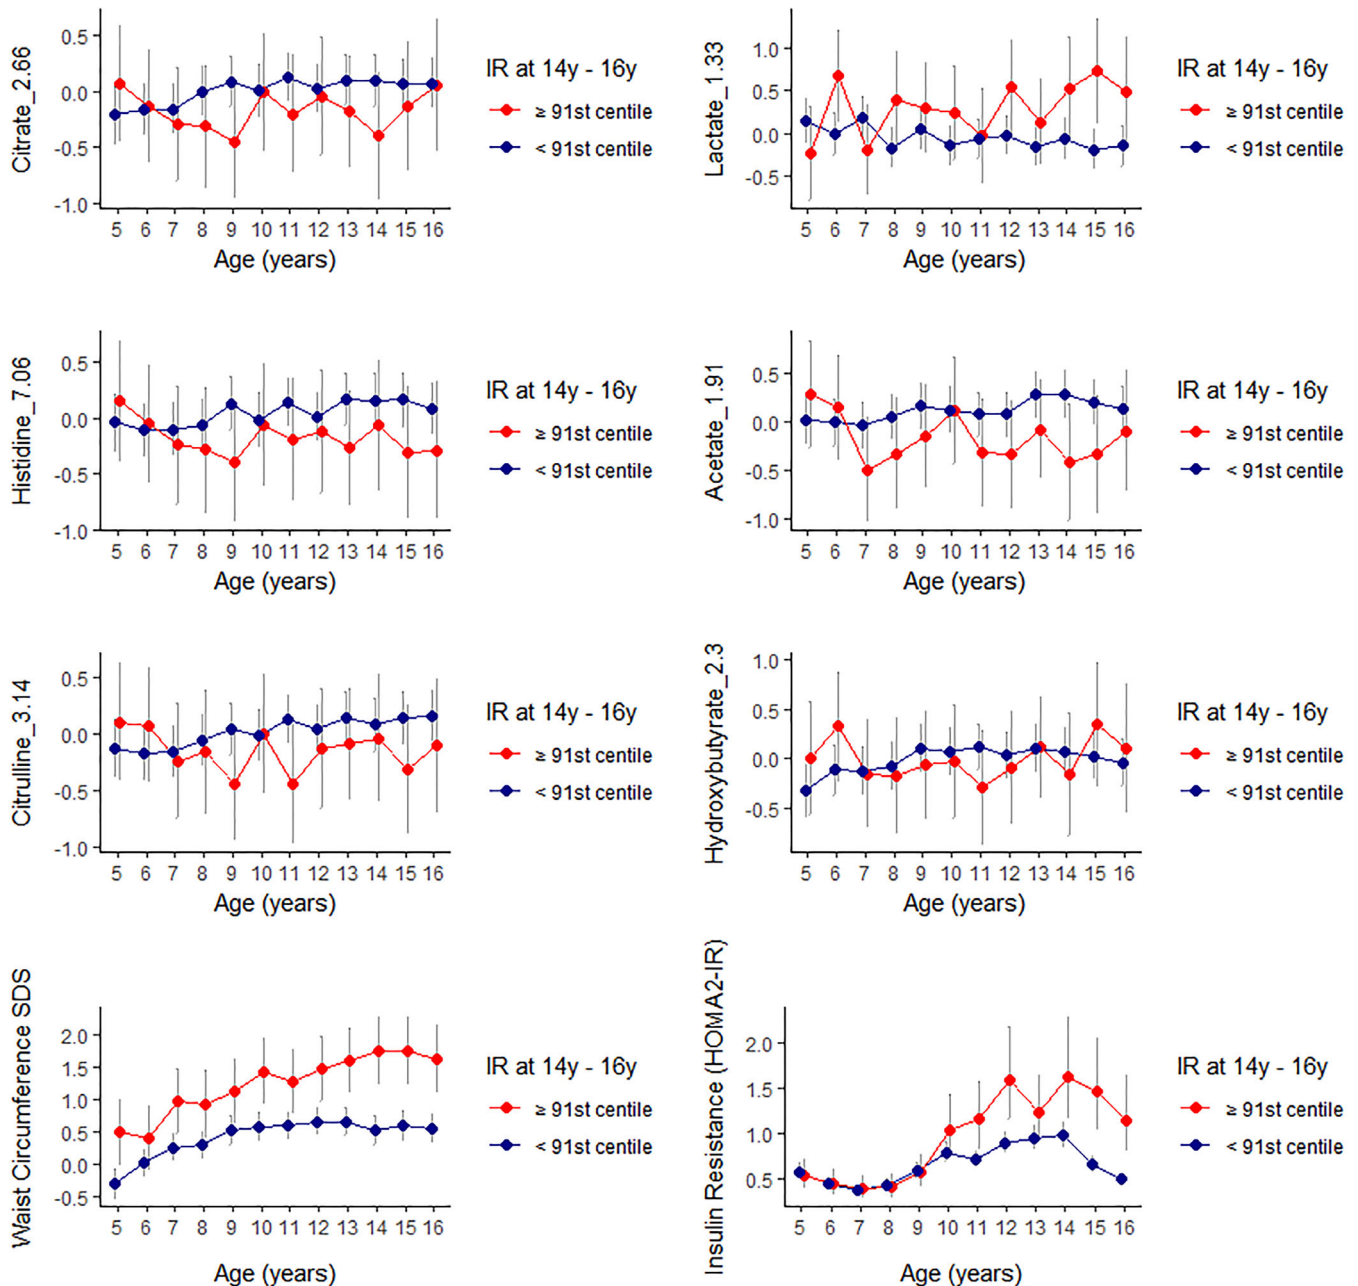 Citrate_2.66
0.5
0.0
-0.5
-1.0
5 6 7 8 9 10 11 12 13 14 15 16
Age (years)
IR at 14y - 16y
≥ 91st centile
< 91st centile
Lactate_1.33
1.0
0.5
0.0
-0.5
5 6 7 8 9 10 11 12 13 14 15 16
Age (years)
IR at 14y - 16y
≥ 91st centile
< 91st centile
Histidine_7.06
0.5
0.0
-0.5
-1.0
5 6 7 8 9 10 11 12 13 14 15 16
Age (years)
IR at 14y - 16y
≥ 91st centile
< 91st centile
Acetate_1.91
0.5
0.0
-0.5
-1.0
5 6 7 8 9 10 11 12 13 14 15 16
Age (years)
IR at 14y - 16y
≥ 91st centile
< 91st centile
Citrulline_3.14
0.5
0.0
-0.5
-1.0
5 6 7 8 9 10 11 12 13 14 15 16
Age (years)
IR at 14y - 16y
≥ 91st centile
< 91st centile
Hydroxybutyrate_2.3
1.0
0.5
0.0
-0.5
5 6 7 8 9 10 11 12 13 14 15 16
Age (years)
IR at 14y - 16y
≥ 91st centile
< 91st centile
Waist Circumference SDS
2.0
1.5
1.0
0.5
0.0
-0.5
5 6 7 8 9 10 11 12 13 14 15 16
Age (years)
IR at 14y - 16y
≥ 91st centile
< 91st centile
Insulin Resistance (HOMA2-IR)
2.0
1.5
1.0
0.5
5 6 7 8 9 10 11 12 13 14 15 16
Age (years)
IR at 14y - 16y
≥ 91st centile
< 91st centile